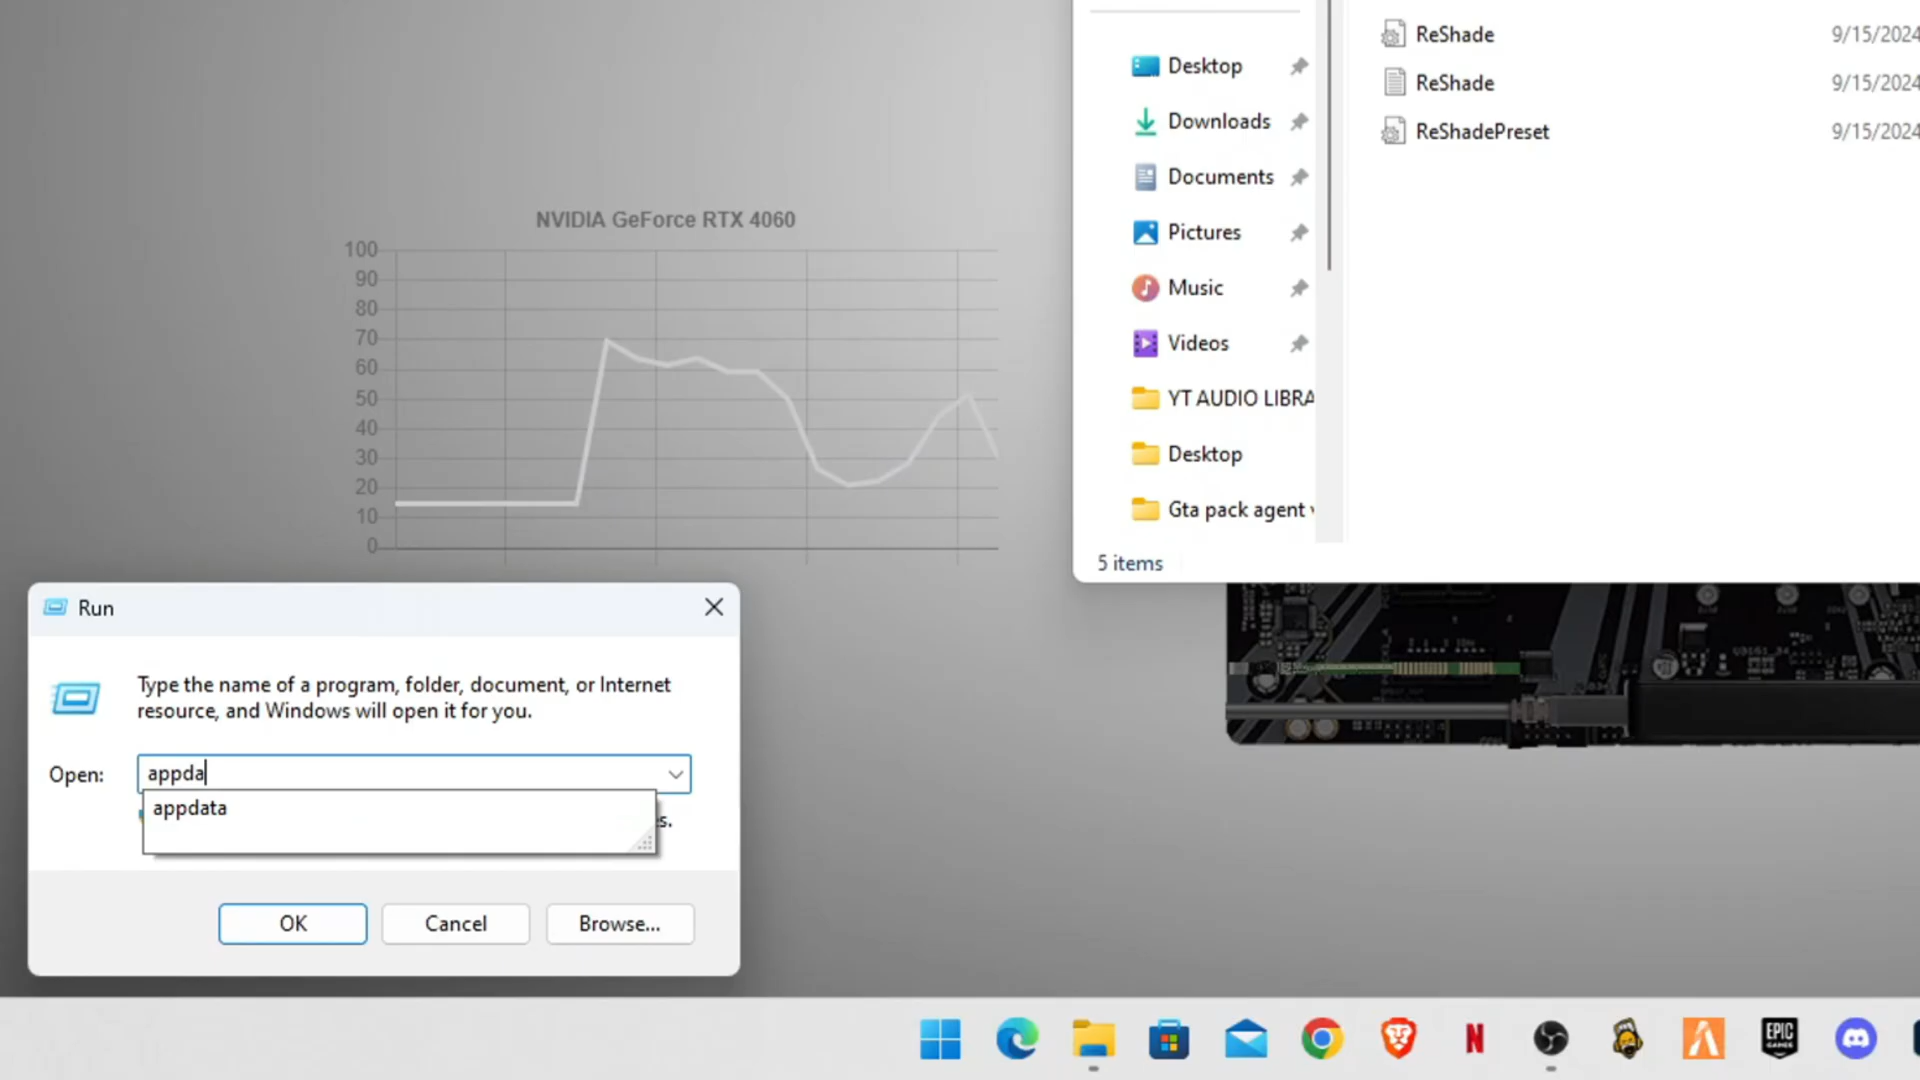 ReShade 9/15/2024
ReShade 9/15/2024
ReShadePreset 9/15/2024
Desktop
Downloads
Documents
Pictures
Music
Videos
YT AUDIO LIBRA
Desktop
Gta pack agent
5 items
NVIDIA GeForce RTX 4060
100
90
80
70
60
50
40
30
20
10
0
Run
Type the name of a program, folder, document, or Internet
resource, and Windows will open it for you.
Open: appda
appdata
s.
OK Cancel Browse...
EPIC
GAMES